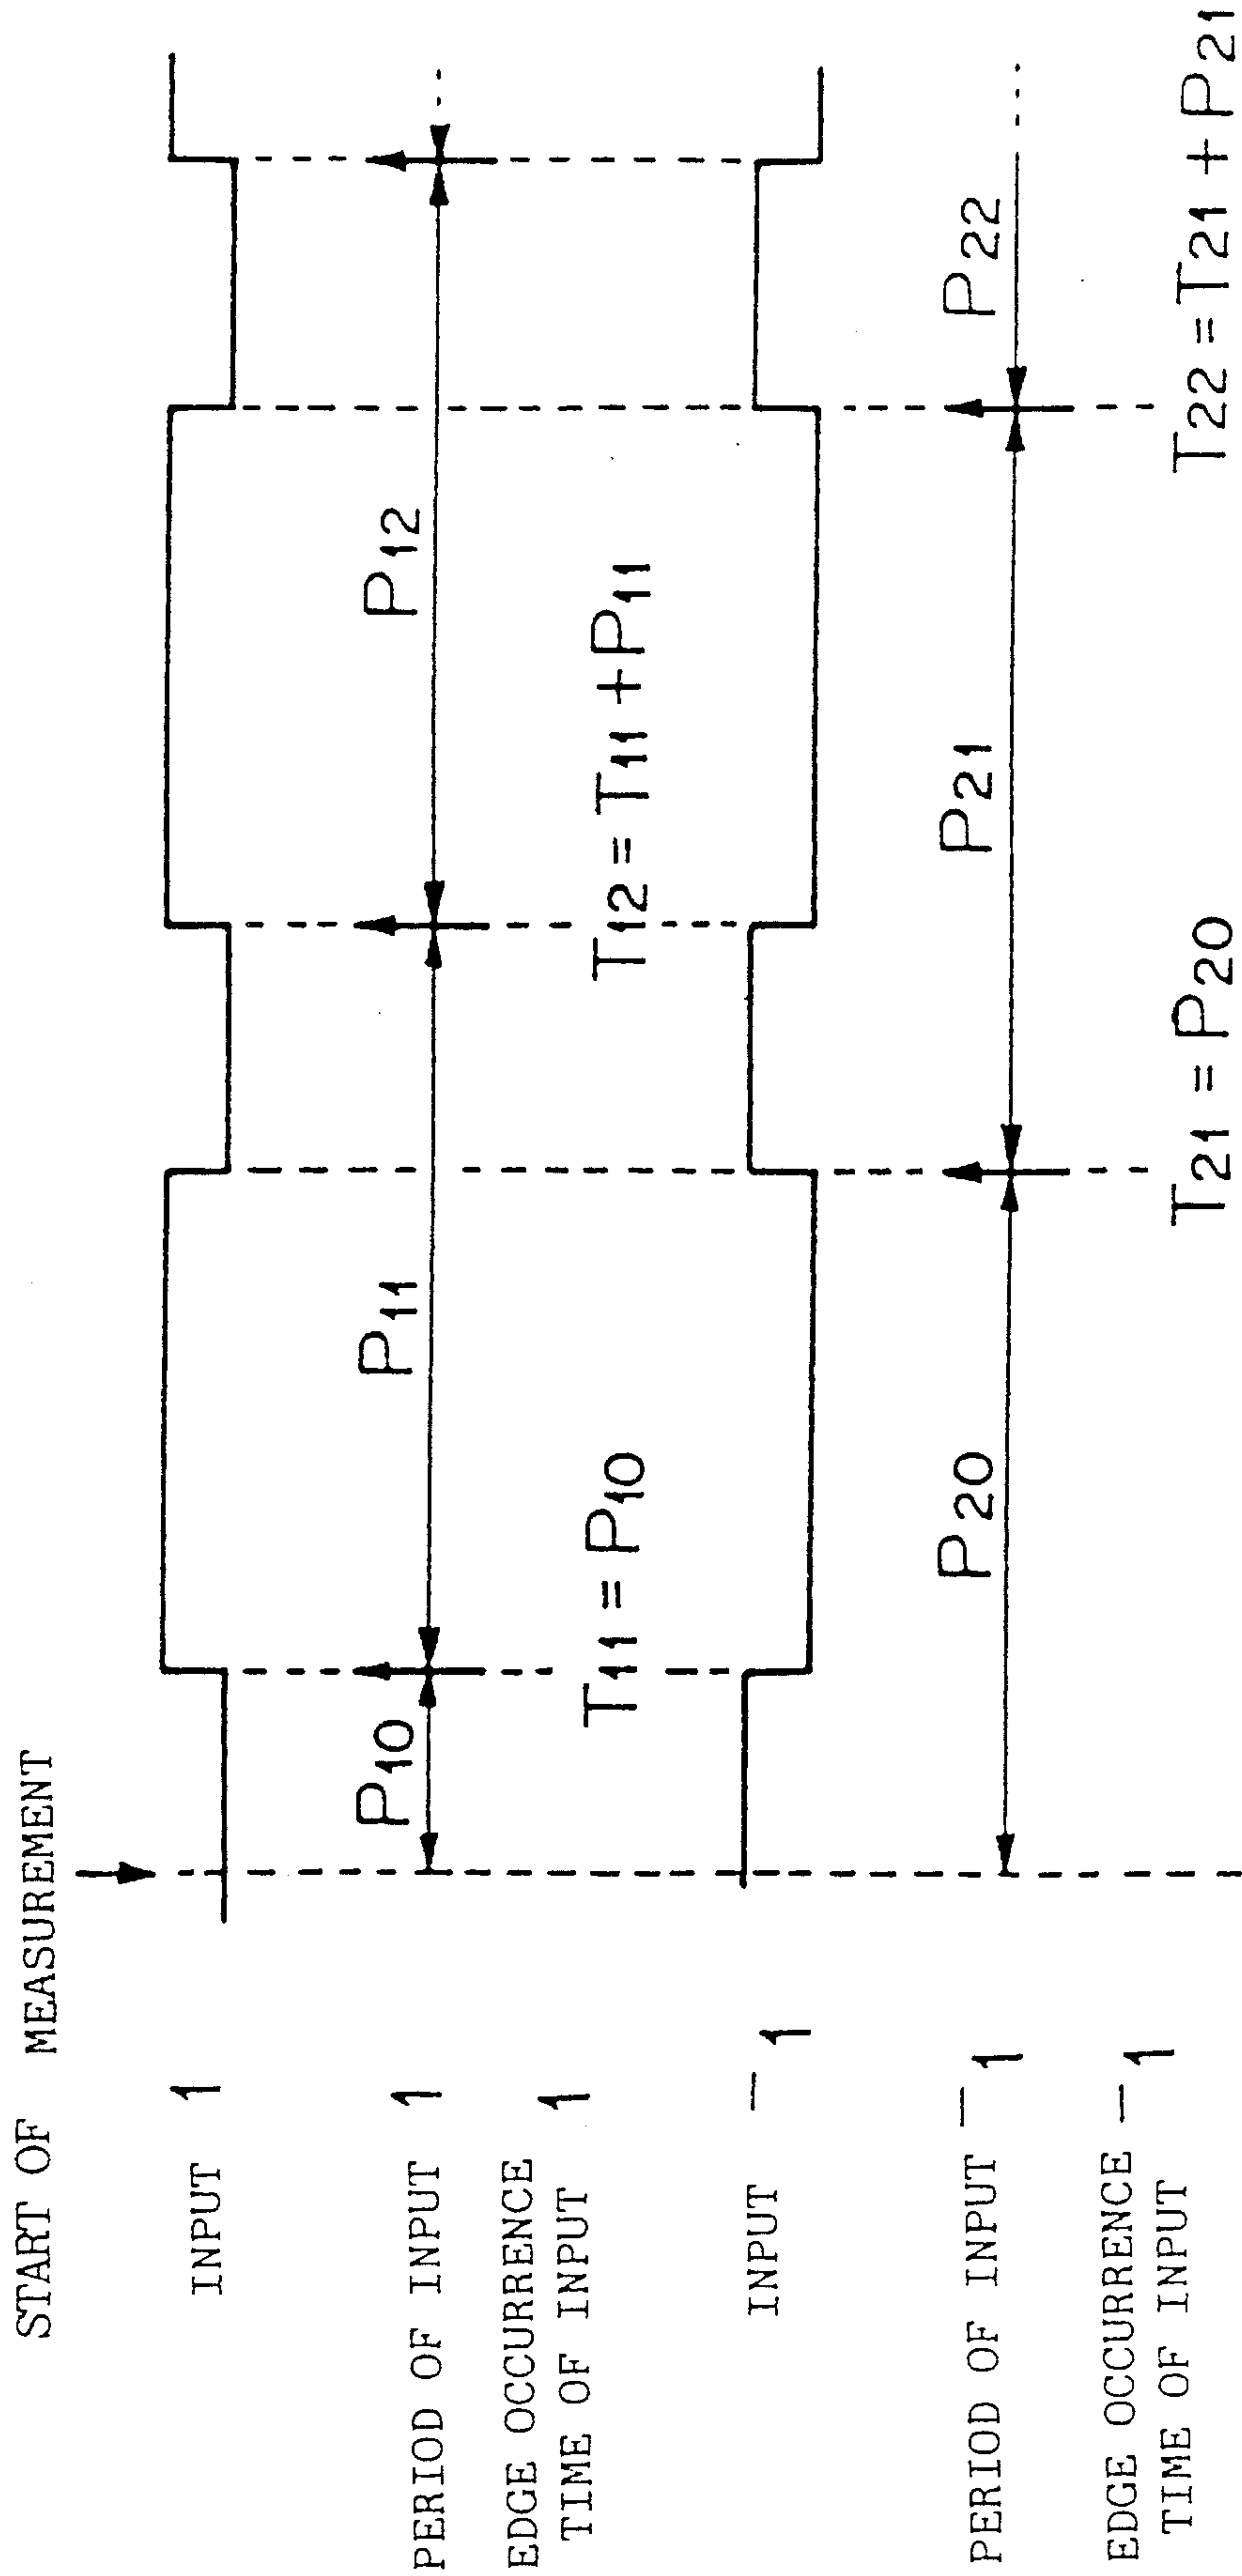 START OF MEASUREMENT
INPUT 1
PERIOD OF INPUT 1
P10 P11 P12
EDGE OCCURRENCE
TIME OF INPUT 1
T11 = P10 T12 = T11 + P11
INPUT -1
PERIOD OF INPUT -1
P20 P21 P22
EDGE OCCURRENCE
TIME OF INPUT -1
T21 = P20 T22 = T21 + P21